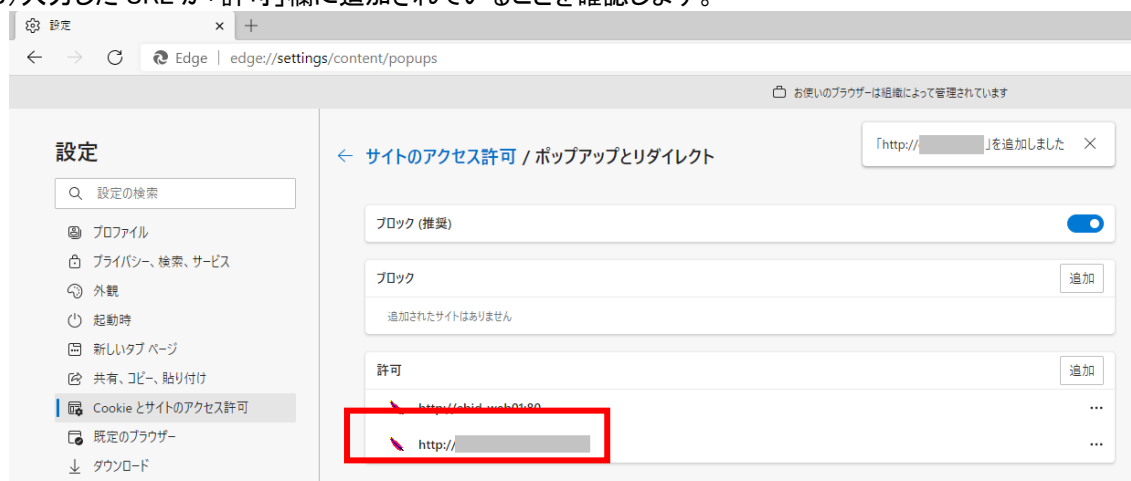 入力した URL が「許可」欄に追加されていることを確認します。
設定
Edge | edge://settings/content/popups
お使いのブラウザーは組織によって管理されています
設定
設定の検索
プロファイル
プライバシー、検索、サービス
外観
起動時
新しいタブ ページ
共有、コピー、貼り付け
Cookie とサイトのアクセス許可
既定のブラウザー
ダウンロード
サイトのアクセス許可 / ポップアップとリダイレクト
「http:// 」を追加しました
ブロック (推奨)
ブロック
追加
追加されたサイトはありません
許可
追加
http://